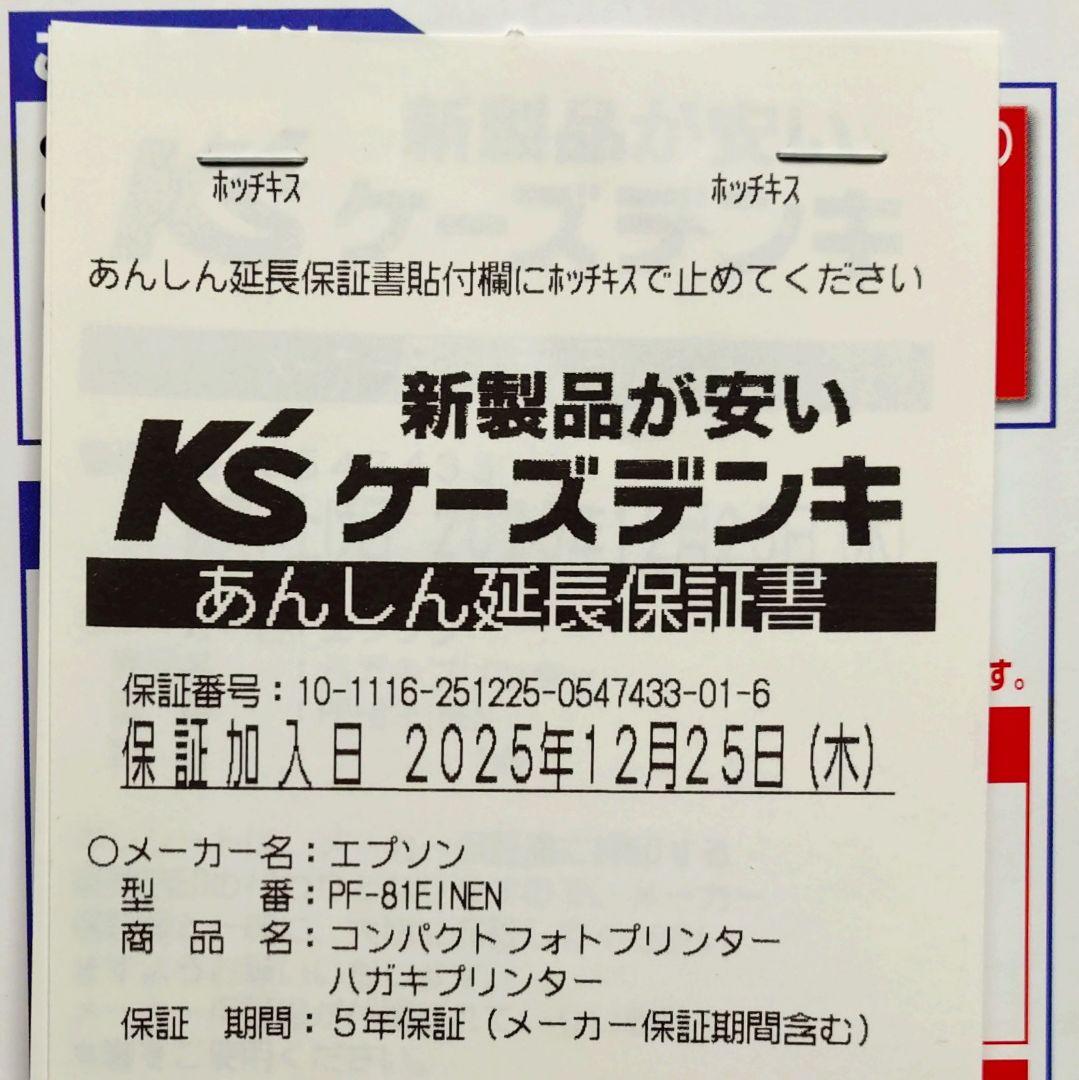 ホッチキス ホッチキス
あんしん延長保証書貼付欄にホッチキスで止めてください
新製品が安い
K's ケーズデンキ
あんしん延長保証書
保証番号：10-1116-251225-0547433-01-6
保証加入日 2025年12月25日(木)
○メーカー名：エプソン
型番：PF-81EINEN
商品名：コンパクトフォトプリンター
ハガキプリンター
保証期間：5年保証（メーカー保証期間含む）
す。